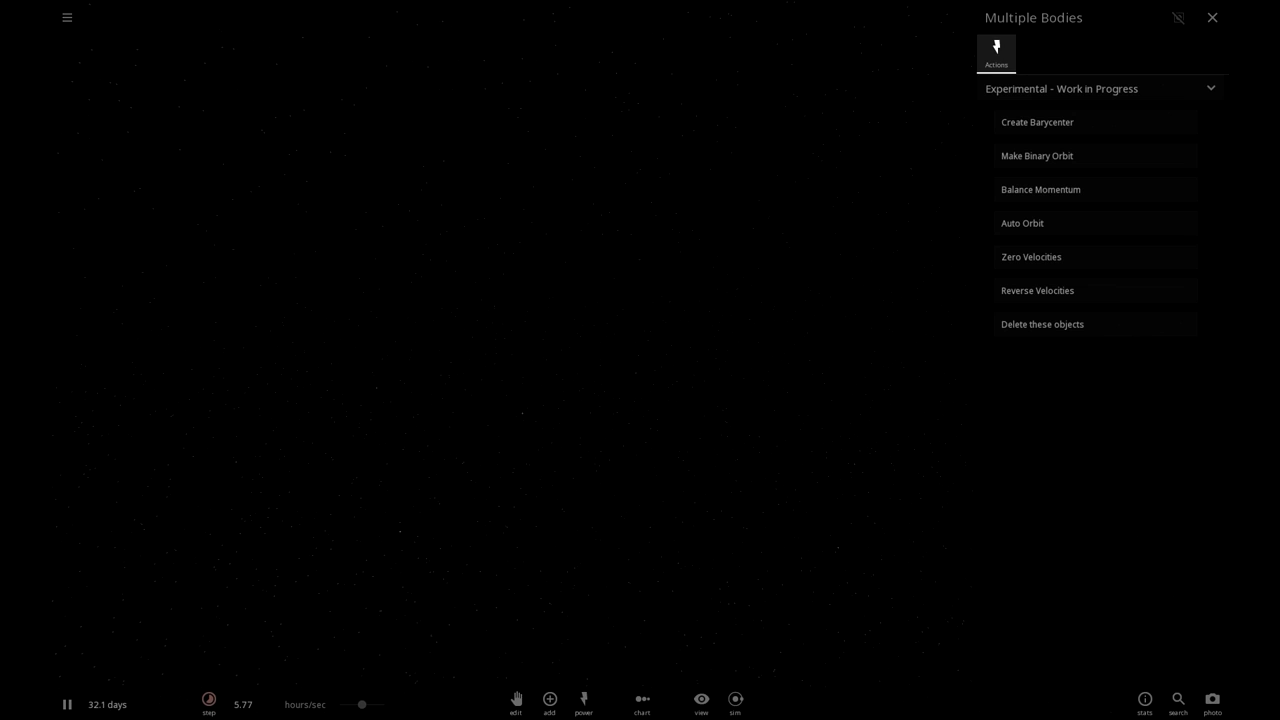 Multiple Bodies
Actions
Experimental - Work in Progress
Create Barycenter
Make Binary Orbit
Balance Momentum
Auto Orbit
Zero Velocities
Reverse Velocities
Delete these objects
32.1 days
step
5.77
hours/sec
edit
add
power
chart
view
sim
stats
search
photo